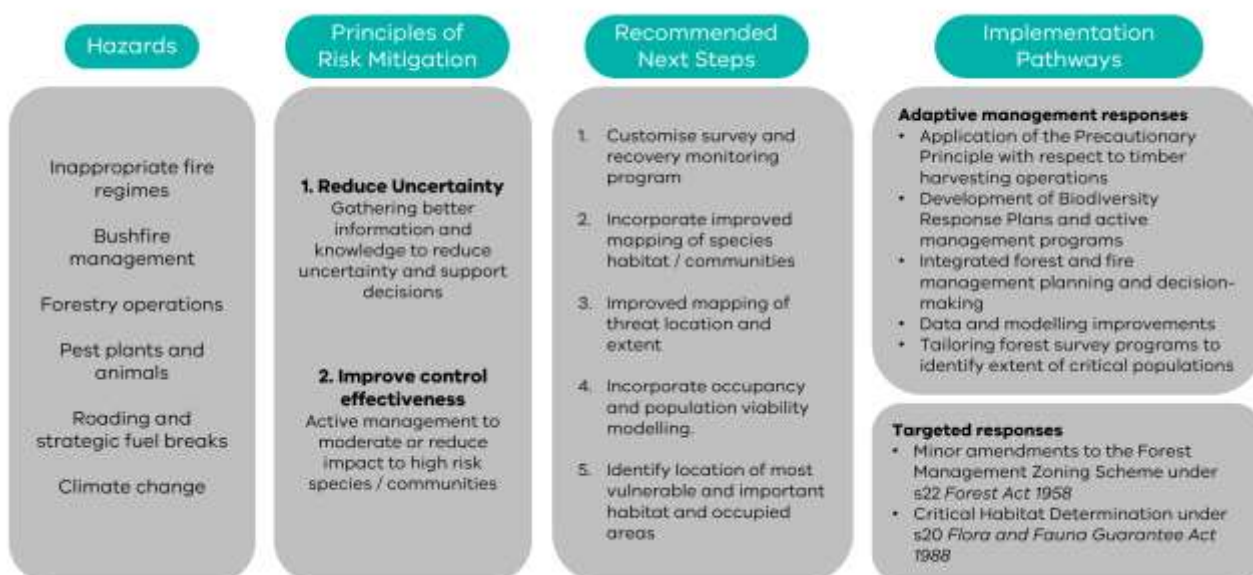 Hazards
Inappropriate fire
regimes
Bushfire
management
Forestry operations
Pest plants and
animals
Roading and
strategic fuel breaks
Climate change
Principles of
Risk Mitigation
1. Reduce Uncertainty
Gathering better
information and
knowledge to reduce
uncertainty and support
decisions
2. Improve control
effectiveness
Active management to
moderate or reduce
impact to high risk
species / communities
Recommended
Next Steps
1. Customise survey and
recovery monitoring
program
2. Incorporate improved
mapping of species
habitat / communities
3. Improved mapping of
threat location and
extent
4. Incorporate occupancy
and population viability
modelling.
5. Identify location of most
vulnerable and important
habitat and occupied
areas
Implementation
Pathways
Adaptive management responses
• Application of the Precautionary
Principle with respect to timber
harvesting operations
• Development of Biodiversity
Response Plans and active
management programs
• Integrated forest and fire
management planning and decision-
making
• Data and modelling improvements
• Tailoring forest survey programs to
identify extent of critical populations
Targeted responses
• Minor amendments to the Forest
Management Zoning Scheme under
s22 Forest Act 1958
• Critical Habitat Determination under
s20 Flora and Fauna Guarantee Act
1988